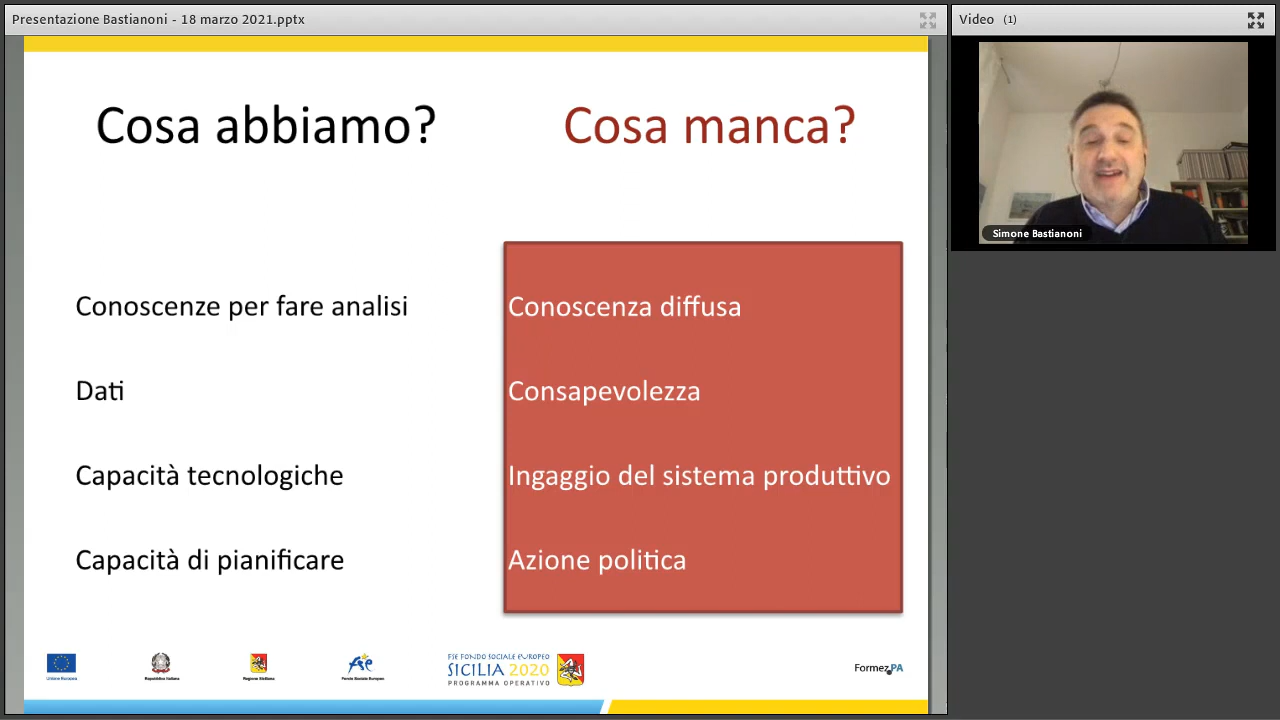 Presentazione Bastianoni - 18 marzo 2021.pptx
Video (1)
Cosa abbiamo?
Cosa manca?
Conoscenze per fare analisi
Conoscenza diffusa
Dati
Consapevolezza
Capacità tecnologiche
Ingaggio del sistema produttivo
Capacità di pianificare
Azione politica
Simone Bastianoni
Unione Europea
Repubblica Italiana
Regione Siciliana
fse
Fondo Sociale Europeo
FSE FONDO SOCIALE EUROPEO
SICILIA 2020
PROGRAMMA OPERATIVO
FormezPA